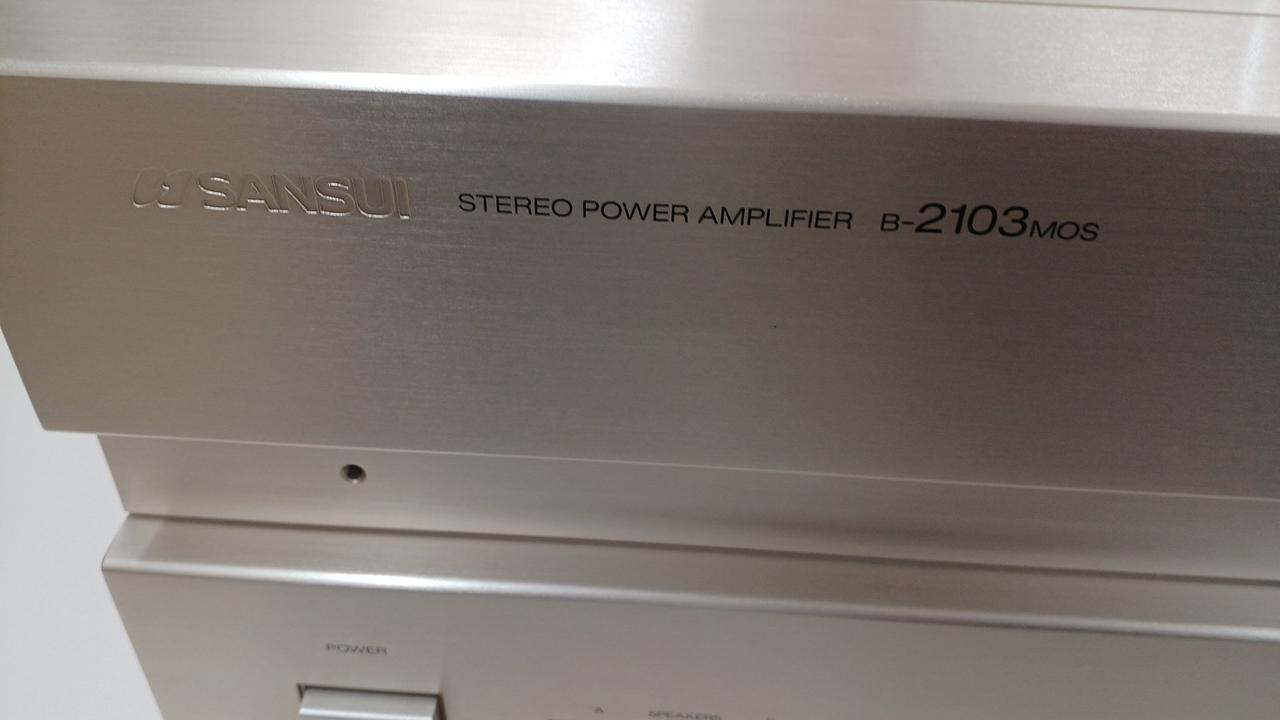 SANSUI STEREO POWER AMPLIFIER B-2103MOS
POWER
A SPEAKERS